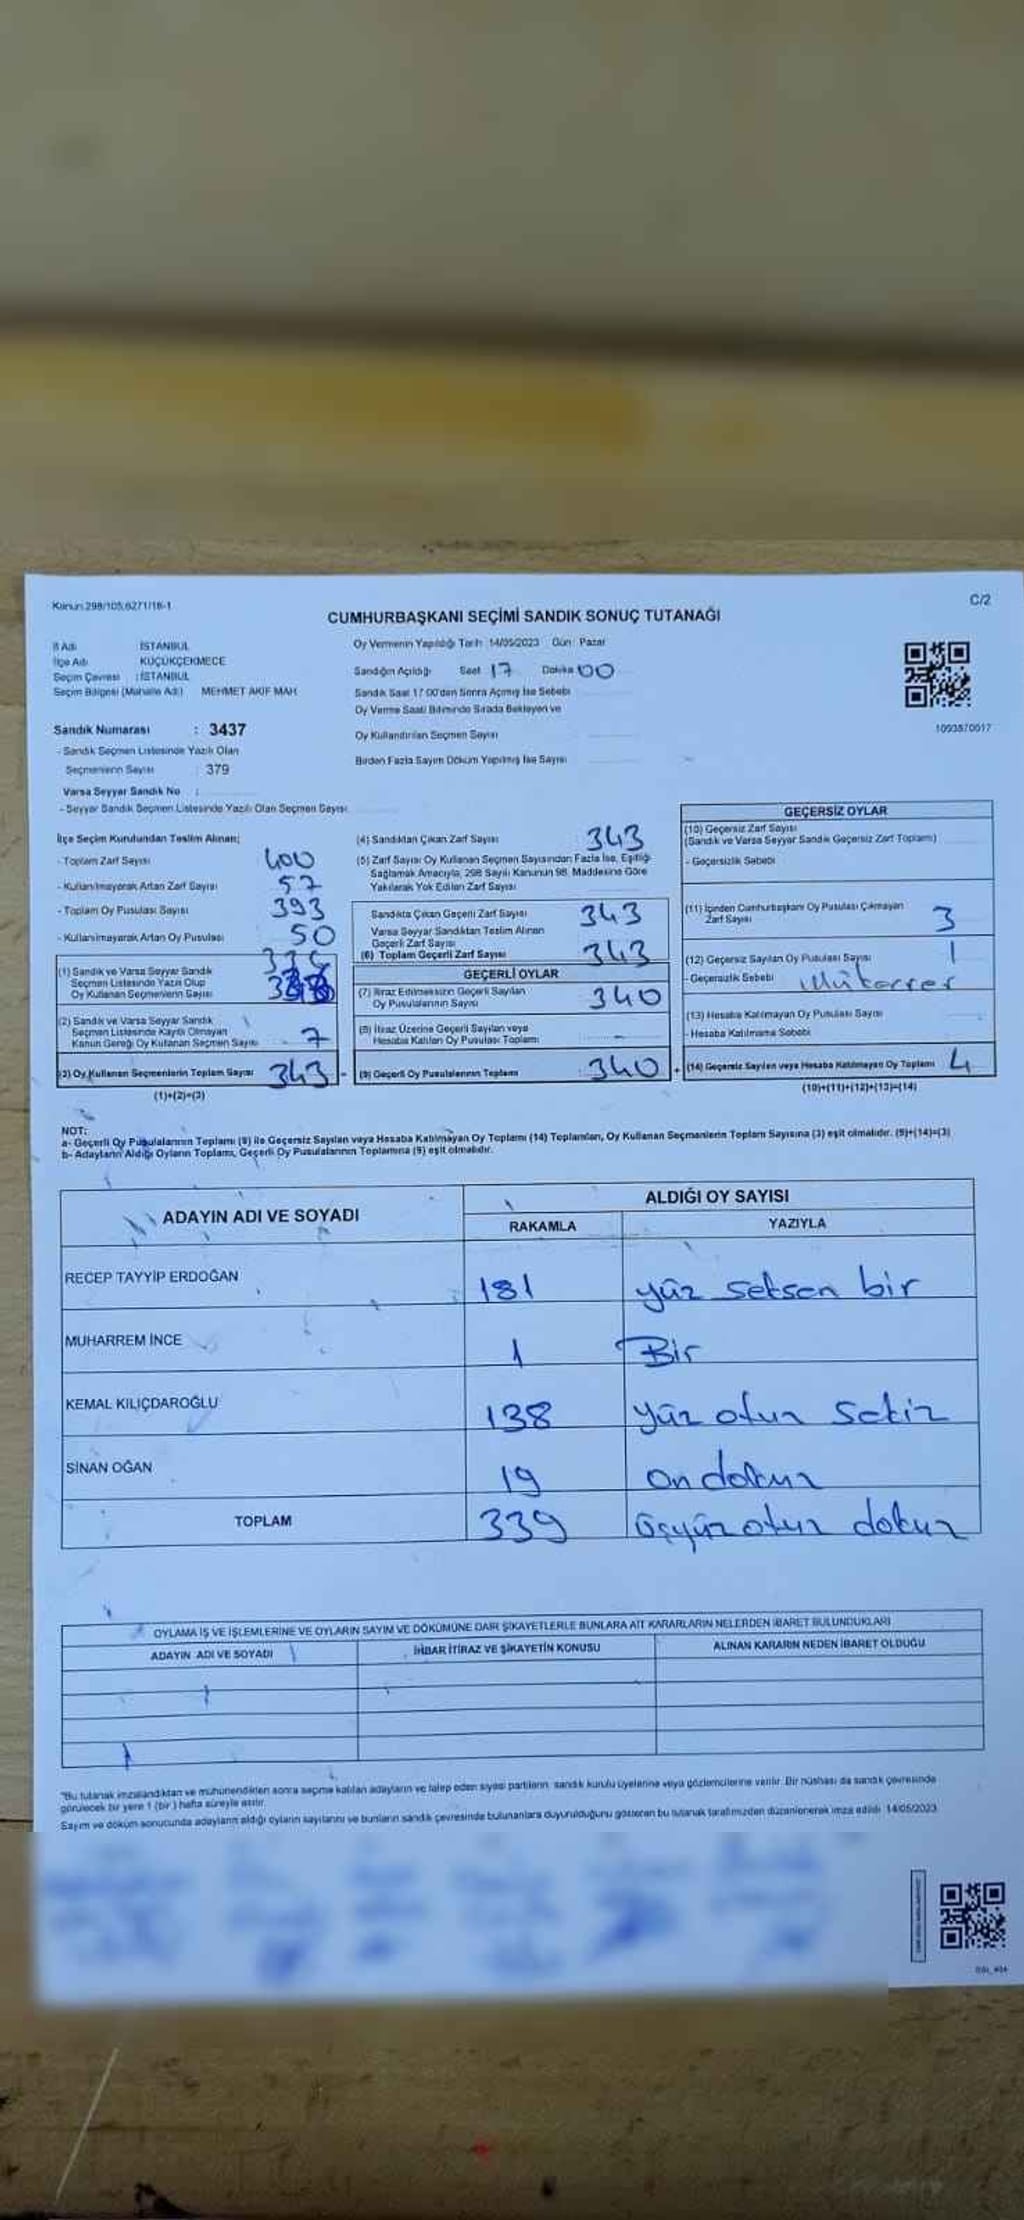 Kanun 298/105,6271/16-1
C/2
CUMHURBAŞKANI SEÇİMİ SANDIK SONUÇ TUTANAĞI
İl Adı İSTANBUL
İlçe Adı KÜÇÜKÇEKMECE
Seçim Çevresi : İSTANBUL
Seçim Bölgesi (Mahalle Adı) MEHMET AKİF MAH
Sandık Numarası : 3437
- Sandık Seçmen Listesinde Yazılı Olan
Seçmenlerin Sayısı : 379
Varsa Seyyar Sandık No :
- Seyyar Sandık Seçmen Listesinde Yazılı Olan Seçmen Sayısı
Oy Vermenin Yapıldığı Tarih 14/05/2023 Gün: Pazar
Sandığın Açıldığı Saat 17 Dakika 00
Sandık Saat 17.00'den Sonra Açılmış İse Sebebi
Oy Verme Saati Bitiminde Sırada Bekleyen ve
Oy Kullandırılan Seçmen Sayısı
Birden Fazla Sayım Döküm Yapılmış İse Sayısı
1093870017
İlçe Seçim Kurulundan Teslim Alınan;
- Toplam Zarf Sayısı 400
- Kullanılmayarak Artan Zarf Sayısı 57
- Toplam Oy Pusulası Sayısı 393
- Kullanılmayarak Artan Oy Pusulası 50
(1) Sandık ve Varsa Seyyar Sandık
Seçmen Listesinde Yazılı Olup
Oy Kullanan Seçmenlerin Sayısı 336
(2) Sandık ve Varsa Seyyar Sandık
Seçmen Listesinde Kayıtlı Olmayan
Kanun Gereği Oy Kullanan Seçmen Sayısı 7
(3) Oy Kullanan Seçmenlerin Toplam Sayısı 343
(1)+(2)=(3)
(4) Sandıktan Çıkan Zarf Sayısı 343
(5) Zarf Sayısı Oy Kullanan Seçmen Sayısından Fazla İse, Eşitliği
Sağlamak Amacıyla, 298 Sayılı Kanunun 98. Maddesine Göre
Yakılarak Yok Edilen Zarf Sayısı
Sandıkta Çıkan Geçerli Zarf Sayısı 343
Varsa Seyyar Sandıktan Teslim Alınan
Geçerli Zarf Sayısı
(6) Toplam Geçerli Zarf Sayısı 343
GEÇERLİ OYLAR
(7) İtiraz Edilmeksizin Geçerli Sayılan
Oy Pusulalarının Sayısı 340
(8) İtiraz Üzerine Geçerli Sayılan veya
Hesaba Katılan Oy Pusulası Toplamı -
(9) Geçerli Oy Pusulalarının Toplamı 340
GEÇERSİZ OYLAR
(10) Geçersiz Zarf Sayısı
(Sandık ve Varsa Seyyar Sandık Geçersiz Zarf Toplamı)
- Geçersizlik Sebebi
(11) İçinden Cumhurbaşkanı Oy Pusulası Çıkmayan
Zarf Sayısı 3
(12) Geçersiz Sayılan Oy Pusulası Sayısı 1
- Geçersizlik Sebebi Mükerrer
(13) Hesaba Katılmayan Oy Pusulası Sayısı
- Hesaba Katılmama Sebebi
(14) Geçersiz Sayılan veya Hesaba Katılmayan Oy Toplamı 4
(10)+(11)+(12)+(13)=(14)
NOT:
a- Geçerli Oy Pusulalarının Toplamı (9) ile Geçersiz Sayılan veya Hesaba Katılmayan Oy Toplamı (14) Toplamları, Oy Kullanan Seçmenlerin Toplam Sayısına (3) eşit olmalıdır. (9)+(14)=(3)
b- Adayların Aldığı Oyların Toplamı, Geçerli Oy Pusulalarının Toplamına (9) eşit olmalıdır.
ADAYIN ADI VE SOYADI ALDIĞI OY SAYISI
RAKAMLA YAZIYLA
RECEP TAYYİP ERDOĞAN 181 yüz seksen bir
MUHARREM İNCE 1 Bir
KEMAL KILIÇDAROĞLU 138 yüz otuz sekiz
SİNAN OĞAN 19 on dokuz
TOPLAM 339 üçyüz otuz dokuz
OYLAMA İŞ VE İŞLEMLERİNE VE OYLARIN SAYIM VE DÖKÜMÜNE DAİR ŞİKAYETLERLE BUNLARA AİT KARARLARIN NELERDEN İBARET BULUNDUKLARI
ADAYIN ADI VE SOYADI İHBAR İTİRAZ VE ŞİKAYETİN KONUSU ALINAN KARARIN NEDEN İBARET OLDUĞU
"Bu tutanak imzalandıktan ve mühürlendikten sonra seçime katılan adayların ve talep eden siyasi partilerin sandık kurulu üyelerine veya gözlemcilerine verilir. Bir nüshası da sandık çevresinde
görülecek bir yere 1 (bir) hafta süreyle asılır.
Sayım ve döküm sonucunda adayların aldığı oyların sayılarını ve bunların sandık çevresinde bulunanlara duyurulduğunu gösteren bu tutanak tarafımızdan düzenlenerek imza edildi. 14/05/2023